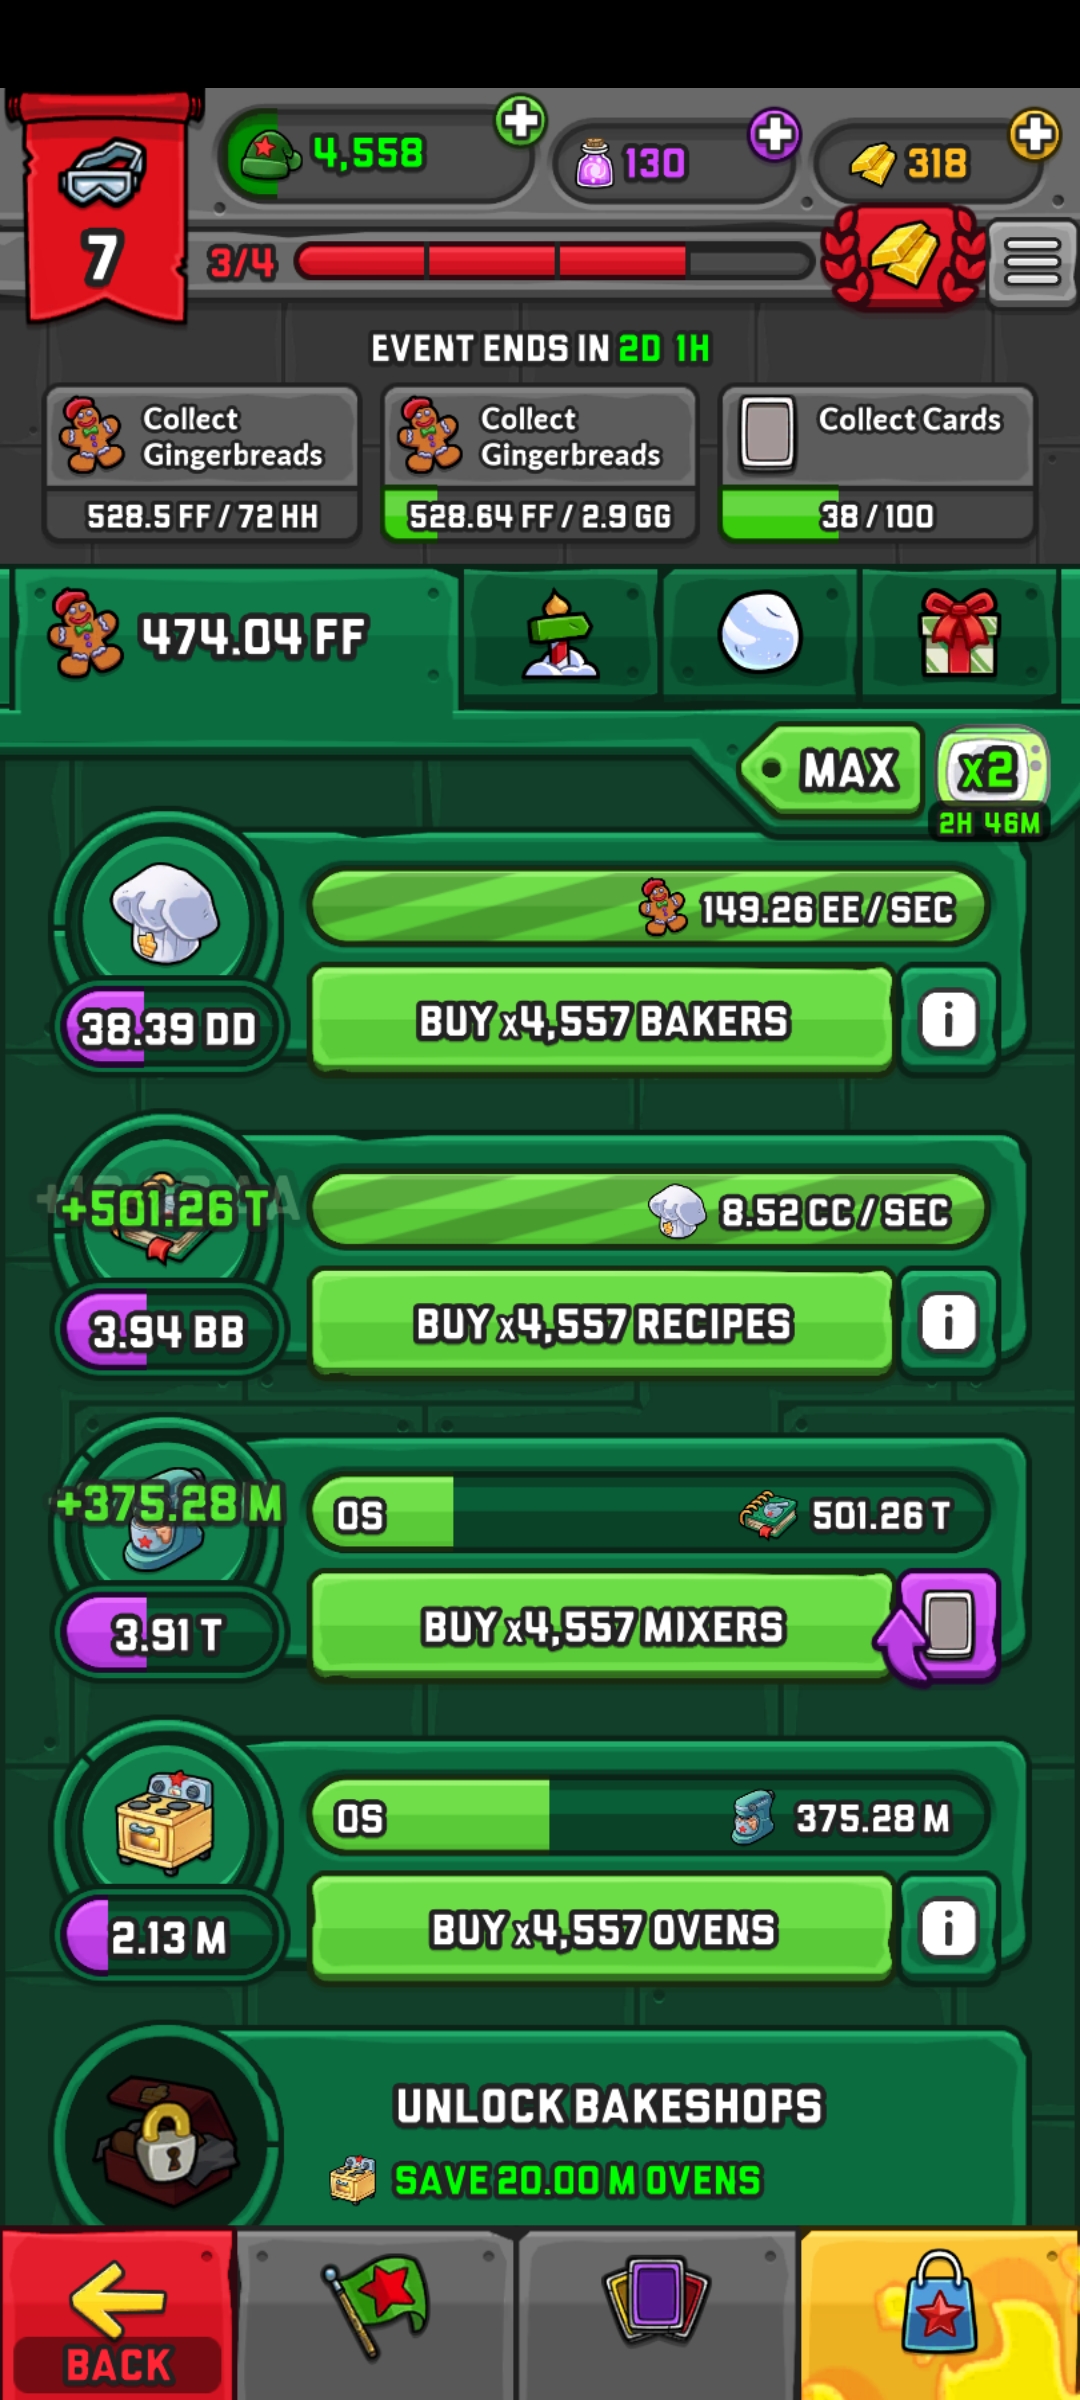 4,558
130
318
7
3/4
EVENT ENDS IN 2D 1H
Collect
Gingerbreads
528.5 FF / 72 HH
Collect
Gingerbreads
528.64 FF / 2.9 GG
Collect Cards
38 / 100
474.04 FF
MAX
x2
2H 46M
149.26 EE / SEC
38.39 DD
BUY x4,557 BAKERS
i
+501.26 T
8.52 CC / SEC
3.94 BB
BUY x4,557 RECIPES
i
+375.28 M
0S
501.26 T
3.91 T
BUY x4,557 MIXERS
0S
375.28 M
2.13 M
BUY x4,557 OVENS
i
UNLOCK BAKESHOPS
SAVE 20.00 M OVENS
BACK